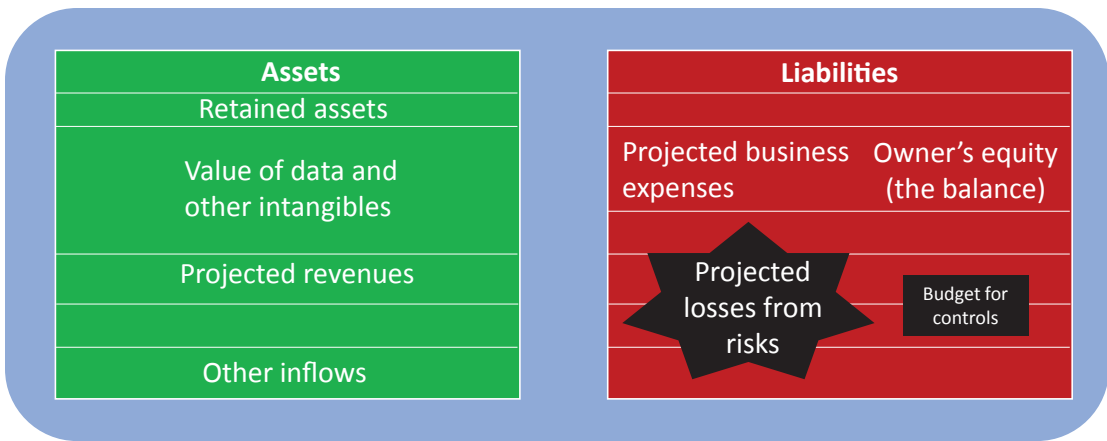 Assets
Retained assets
Value of data and
other intangibles
Projected revenues
Other inflows
Liabilities
Projected business
expenses
Owner's equity
(the balance)
Projected
losses from
risks
Budget for
controls